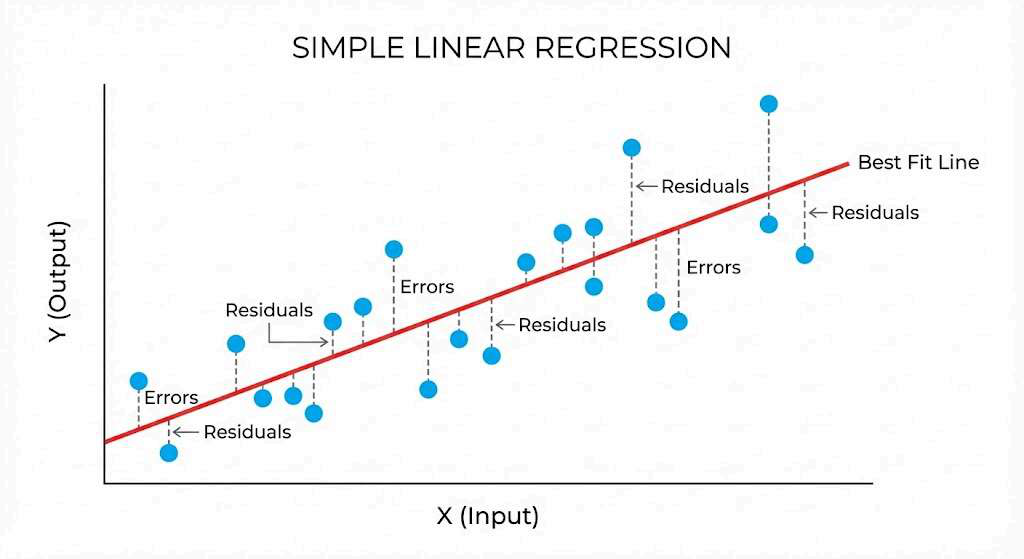 SIMPLE LINEAR REGRESSION
Best Fit Line
Residuals
Residuals
Errors
Errors
Residuals
Residuals
Errors
Residuals
Y (Output)
X (Input)